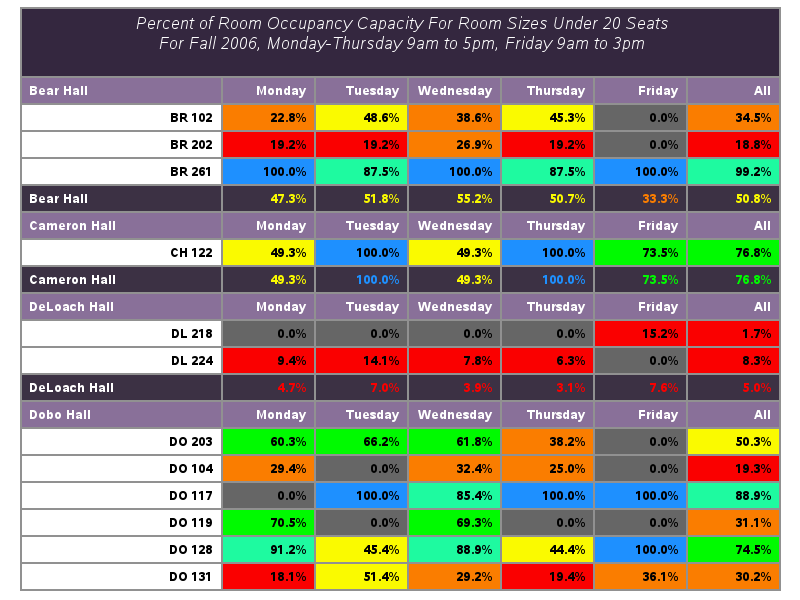 Percent of Room Occupancy Capacity For Room Sizes Under 20 Seats
For Fall 2006, Monday-Thursday 9am to 5pm, Friday 9am to 3pm
Bear Hall Monday Tuesday Wednesday Thursday Friday All
BR 102 22.8% 48.6% 38.6% 45.3% 0.0% 34.5%
BR 202 19.2% 19.2% 26.9% 19.2% 0.0% 18.8%
BR 261 100.0% 87.5% 100.0% 87.5% 100.0% 99.2%
Bear Hall 47.3% 51.8% 55.2% 50.7% 33.3% 50.8%
Cameron Hall Monday Tuesday Wednesday Thursday Friday All
CH 122 49.3% 100.0% 49.3% 100.0% 73.5% 76.8%
Cameron Hall 49.3% 100.0% 49.3% 100.0% 73.5% 76.8%
DeLoach Hall Monday Tuesday Wednesday Thursday Friday All
DL 218 0.0% 0.0% 0.0% 0.0% 15.2% 1.7%
DL 224 9.4% 14.1% 7.8% 6.3% 0.0% 8.3%
DeLoach Hall 4.7% 7.0% 3.9% 3.1% 7.6% 5.0%
Dobo Hall Monday Tuesday Wednesday Thursday Friday All
DO 203 60.3% 66.2% 61.8% 38.2% 0.0% 50.3%
DO 104 29.4% 0.0% 32.4% 25.0% 0.0% 19.3%
DO 117 0.0% 100.0% 85.4% 100.0% 100.0% 88.9%
DO 119 70.5% 0.0% 69.3% 0.0% 0.0% 31.1%
DO 128 91.2% 45.4% 88.9% 44.4% 100.0% 74.5%
DO 131 18.1% 51.4% 29.2% 19.4% 36.1% 30.2%